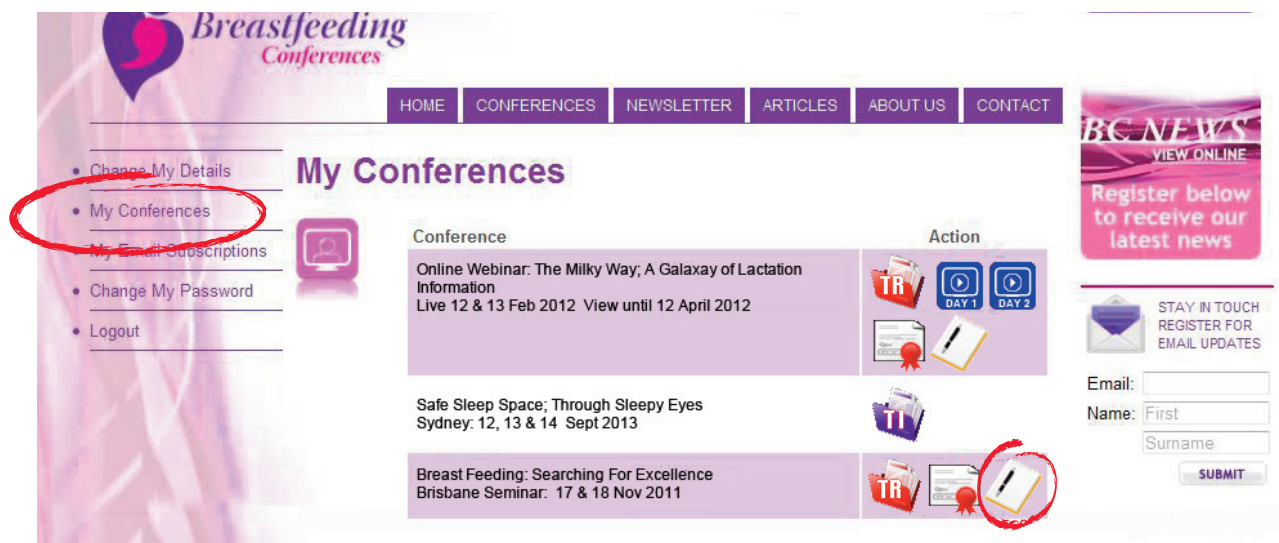 Breastfeeding
Conferences
HOME CONFERENCES NEWSLETTER ARTICLES ABOUT US CONTACT
Change My Details
My Conferences
My Email Subscriptions
Change My Password
Logout
My Conferences
Conference Action
Online Webinar: The Milky Way; A Galaxay of Lactation
Information
Live 12 & 13 Feb 2012 View until 12 April 2012
TR
DAY 1
DAY 2
Safe Sleep Space; Through Sleepy Eyes
Sydney: 12, 13 & 14 Sept 2013
TI
Breast Feeding: Searching For Excellence
Brisbane Seminar: 17 & 18 Nov 2011
TR
BC NEWS
VIEW ONLINE
Register below
to receive our
latest news
STAY IN TOUCH
REGISTER FOR
EMAIL UPDATES
Email:
Name: First
Surname
SUBMIT